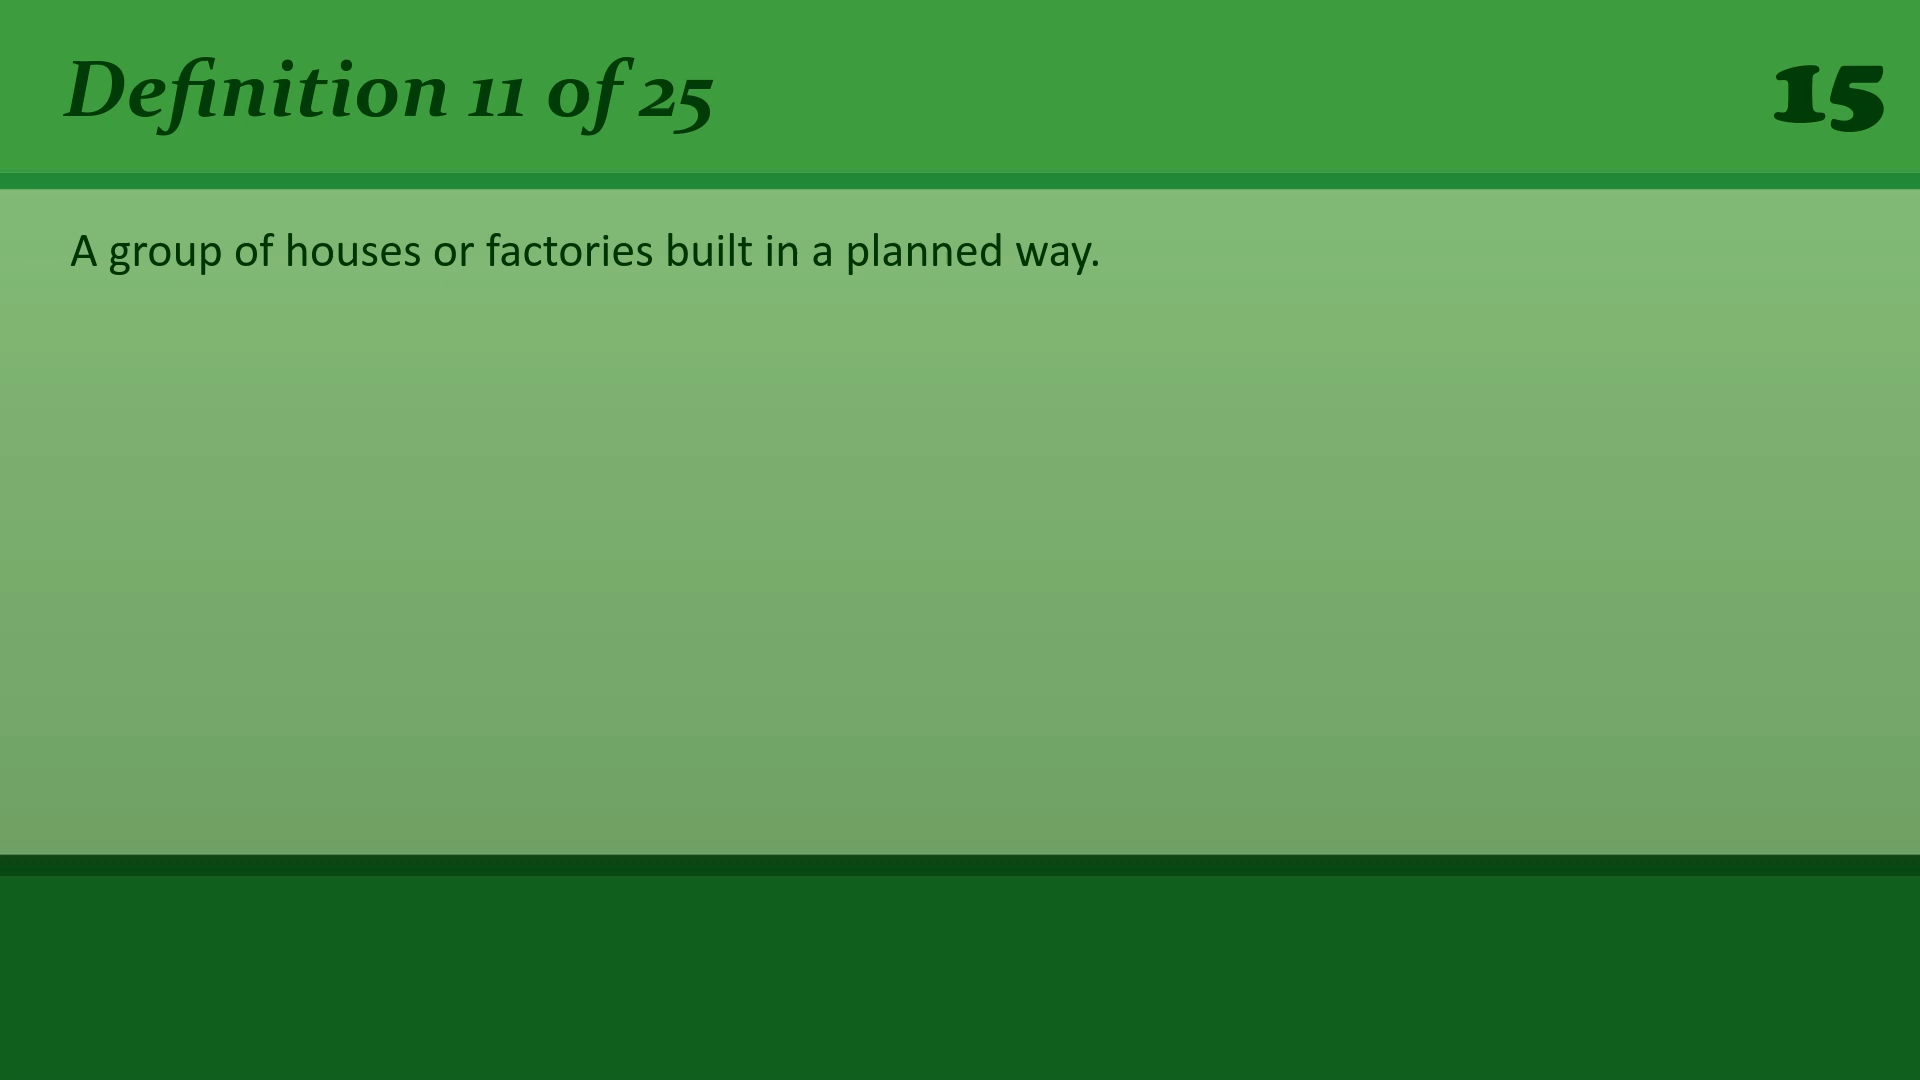 Definition 11 of 25
15
A group of houses or factories built in a planned way.